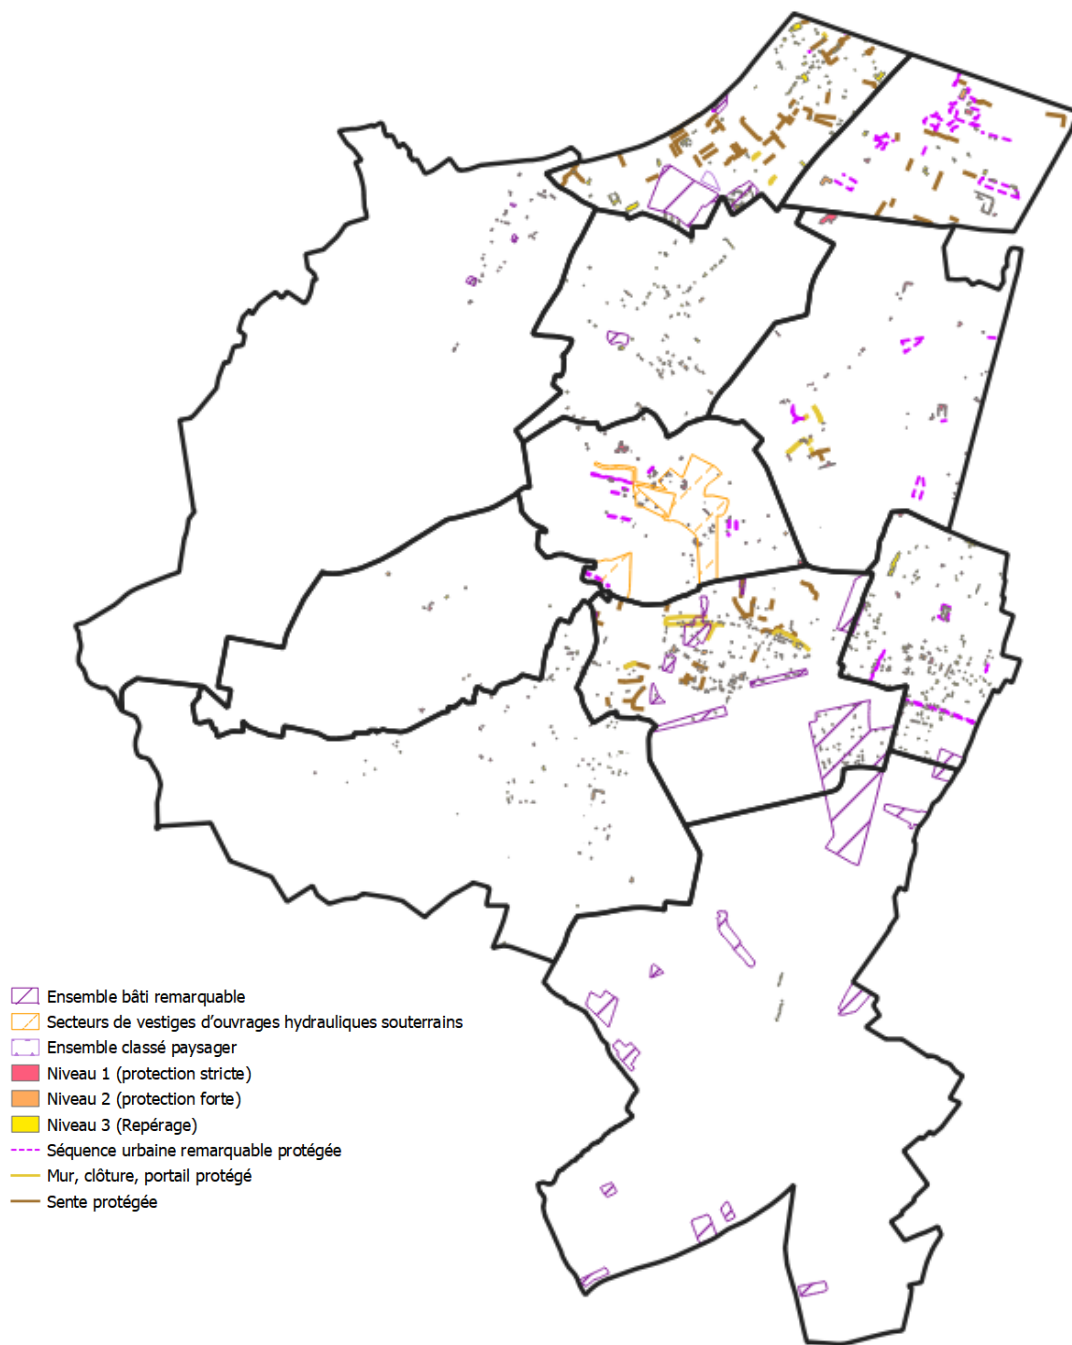 Ensemble bâti remarquable
Secteurs de vestiges d’ouvrages hydrauliques souterrains
Ensemble classé paysager
Niveau 1 (protection stricte)
Niveau 2 (protection forte)
Niveau 3 (Repérage)
Séquence urbaine remarquable protégée
Mur, clôture, portail protégé
Sente protégée